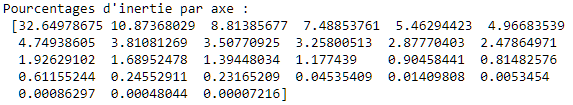 Pourcentages d'inertie par axe :
[32.64978675 10.87368029 8.81385677 7.48853761 5.46294423 4.96683539
4.74938605 3.81081269 3.50770925 3.25800513 2.87770403 2.47864971
1.92629102 1.68952478 1.39448034 1.177439 0.90458441 0.81482576
0.61155244 0.24552911 0.23165209 0.04535409 0.01409808 0.0053454
0.00086297 0.00048044 0.00007216]